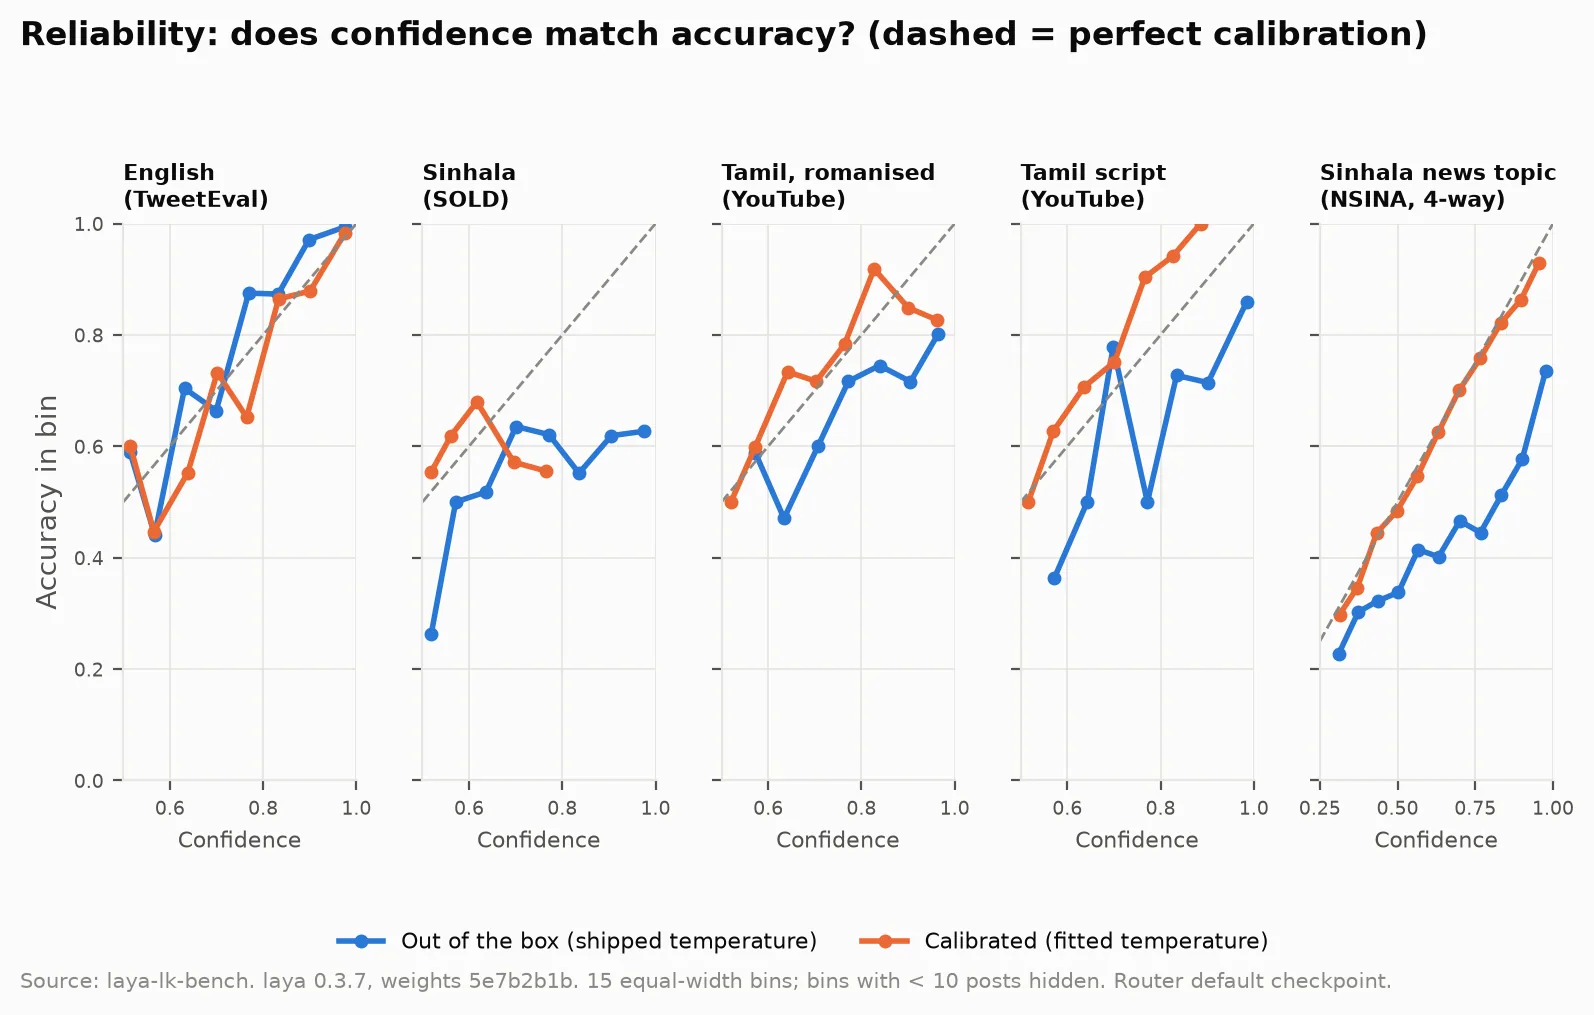 Reliability: does confidence match accuracy? (dashed = perfect calibration)
English
(TweetEval)
Sinhala
(SOLD)
Tamil, romanised
(YouTube)
Tamil script
(YouTube)
Sinhala news topic
(NSINA, 4-way)
Accuracy in bin
1.0
0.8
0.6
0.4
0.2
0.0
0.6 0.8 1.0
0.6 0.8 1.0
0.6 0.8 1.0
0.6 0.8 1.0
0.25 0.50 0.75 1.00
Confidence
Confidence
Confidence
Confidence
Confidence
Out of the box (shipped temperature)
Calibrated (fitted temperature)
Source: laya-lk-bench. laya 0.3.7, weights 5e7b2b1b. 15 equal-width bins; bins with < 10 posts hidden. Router default checkpoint.